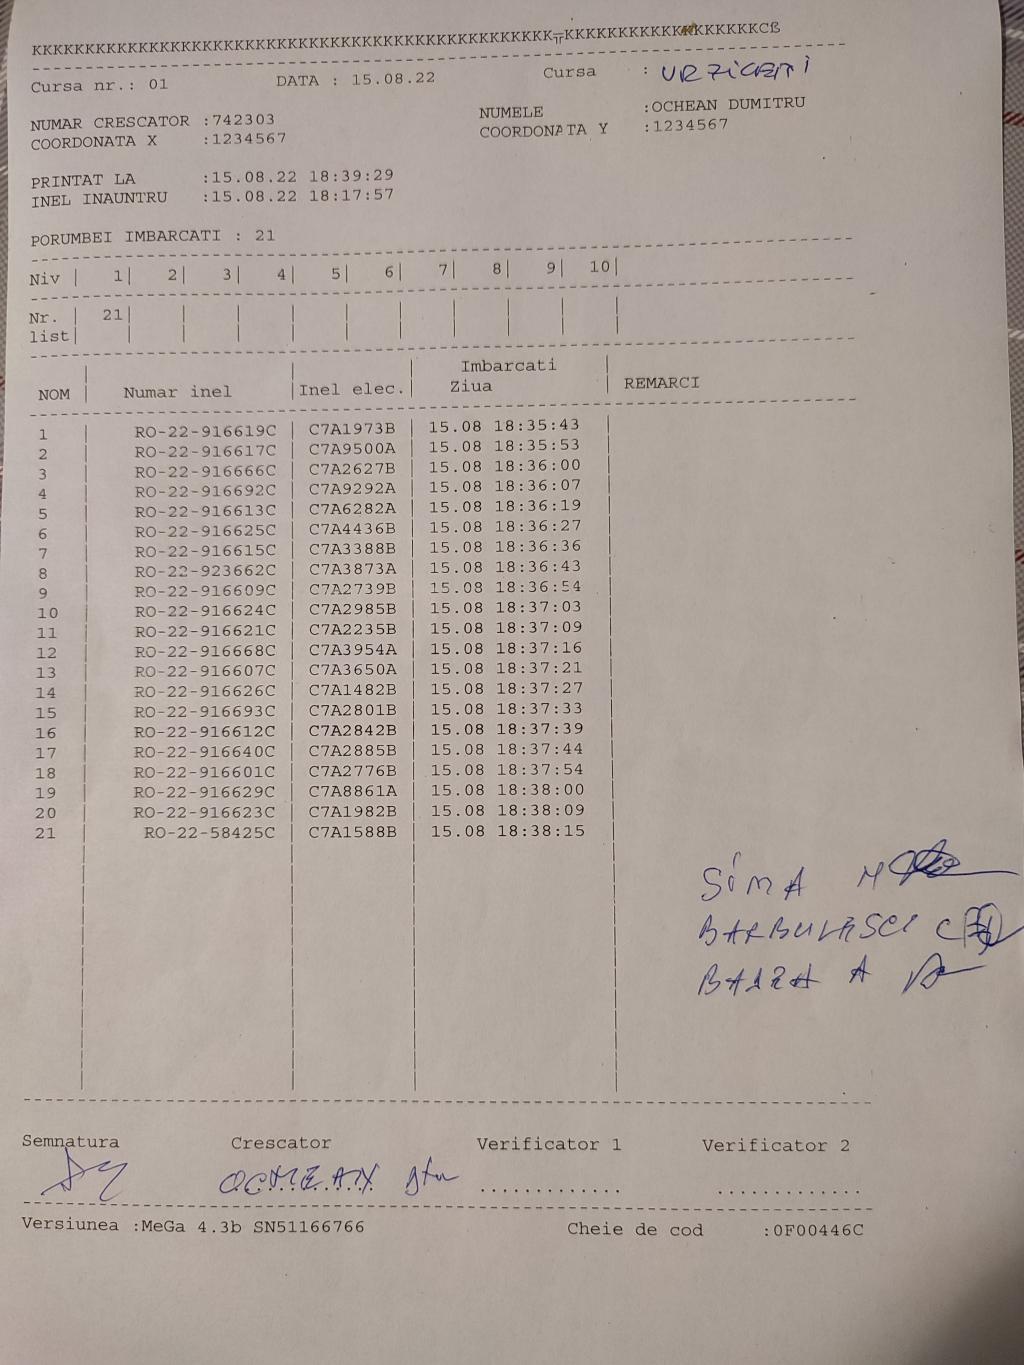 KKKKKKKKKKKKKKKKKKKKKKKKKKKKKKKKKKKKKKKKKKKKKKKKKK╥KKKKKKKKKKKKKKKKKKCß
Cursa nr.: 01 DATA : 15.08.22 Cursa : URZICENI
NUMAR CRESCATOR :742303 NUMELE :OCHEAN DUMITRU
COORDONATA X :1234567 COORDONATA Y :1234567
PRINTAT LA :15.08.22 18:39:29
INEL INAUNTRU :15.08.22 18:17:57
PORUMBEI IMBARCATI : 21
Niv | 1| 2| 3| 4| 5| 6| 7| 8| 9| 10|
Nr. 21| | | | | | | | | |
list| | | | | | | | | | |
Imbarcati
NOM | Numar inel |Inel elec.| Ziua | REMARCI
1 | RO-22-916619C | C7A1973B | 15.08 18:35:43
2 | RO-22-916617C | C7A9500A | 15.08 18:35:53
3 | RO-22-916666C | C7A2627B | 15.08 18:36:00
4 | RO-22-916692C | C7A9292A | 15.08 18:36:07
5 | RO-22-916613C | C7A6282A | 15.08 18:36:19
6 | RO-22-916625C | C7A4436B | 15.08 18:36:27
7 | RO-22-916615C | C7A3388B | 15.08 18:36:36
8 | RO-22-923662C | C7A3873A | 15.08 18:36:43
9 | RO-22-916609C | C7A2739B | 15.08 18:36:54
10 | RO-22-916624C | C7A2985B | 15.08 18:37:03
11 | RO-22-916621C | C7A2235B | 15.08 18:37:09
12 | RO-22-916668C | C7A3954A | 15.08 18:37:16
13 | RO-22-916607C | C7A3650A | 15.08 18:37:21
14 | RO-22-916626C | C7A1482B | 15.08 18:37:27
15 | RO-22-916693C | C7A2801B | 15.08 18:37:33
16 | RO-22-916612C | C7A2842B | 15.08 18:37:39
17 | RO-22-916640C | C7A2885B | 15.08 18:37:44
18 | RO-22-916601C | C7A2776B | 15.08 18:37:54
19 | RO-22-916629C | C7A8861A | 15.08 18:38:00
20 | RO-22-916623C | C7A1982B | 15.08 18:38:09
21 | RO-22-58425C | C7A1588B | 15.08 18:38:15
SIMA M
BARBULESCU C
BALZA A
Semnatura Crescator Verificator 1 Verificator 2
OCHEAN
Versiunea :MeGa 4.3b SN51166766 Cheie de cod :0F00446C